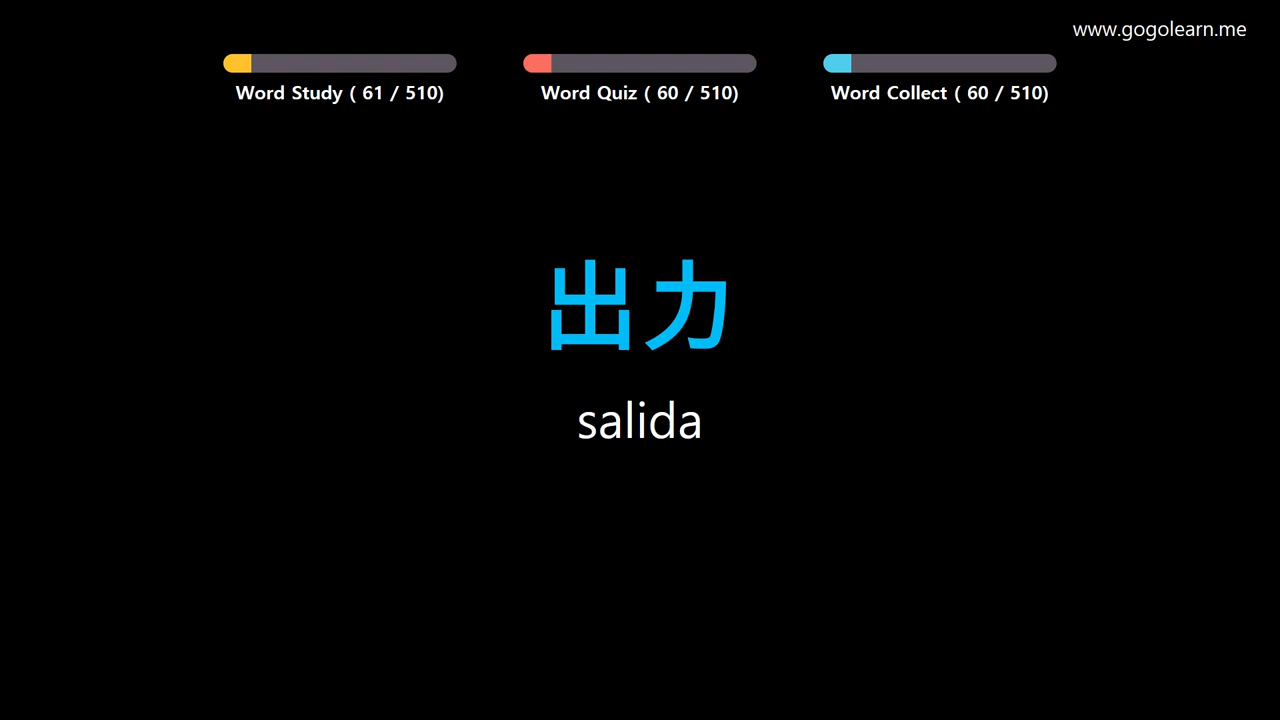 www.gogolearn.me
Word Study ( 61 / 510)
Word Quiz ( 60 / 510)
Word Collect ( 60 / 510)
出力
salida